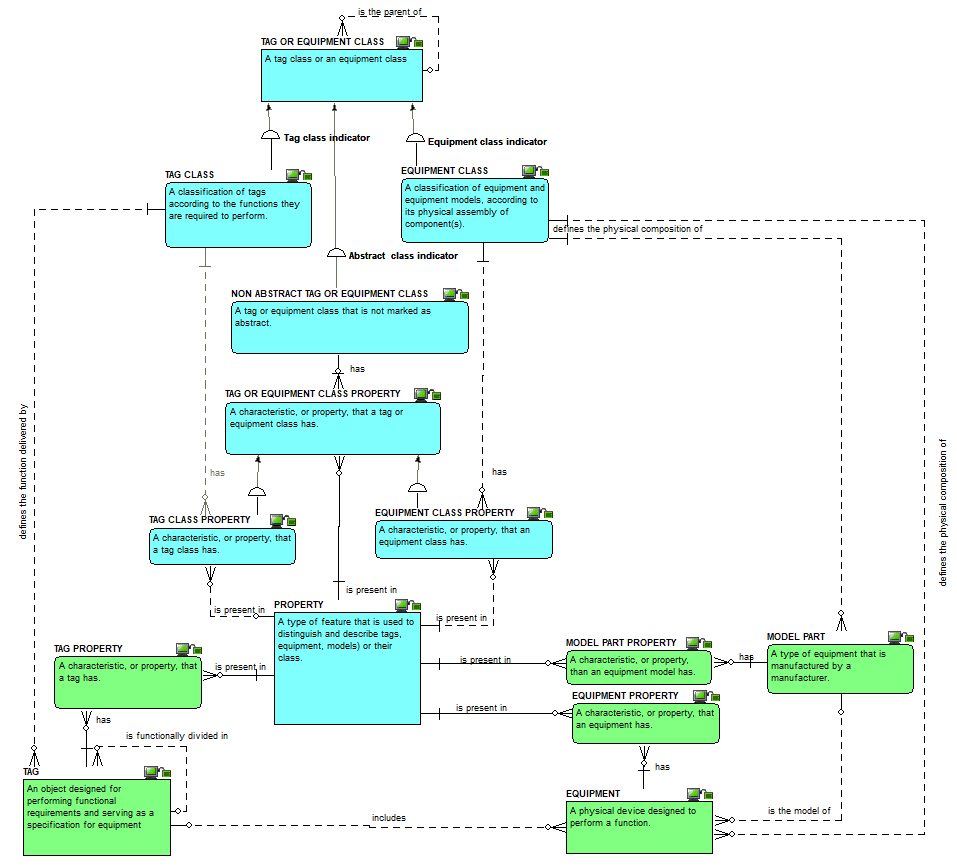 is the parent of
TAG OR EQUIPMENT CLASS
A tag class or an equipment class
Tag class indicator
Equipment class indicator
TAG CLASS
A classification of tags
according to the functions they
are required to perform.
EQUIPMENT CLASS
A classification of equipment and
equipment models, according to
its physical assembly of
component(s).
defines the physical composition of
Abstract class indicator
NON ABSTRACT TAG OR EQUIPMENT CLASS
A tag or equipment class that is not marked as
abstract.
has
TAG OR EQUIPMENT CLASS PROPERTY
A characteristic, or property, that a tag or
equipment class has.
defines the function delivered by
has
has
defines the physical composition of
TAG CLASS PROPERTY
A characteristic, or property, that
a tag class has.
EQUIPMENT CLASS PROPERTY
A characteristic, or property, that an
equipment class has.
is present in
is present in
is present in
PROPERTY
A type of feature that is used to
distinguish and describe tags,
equipment, models) or their
class.
TAG PROPERTY
A characteristic, or property, that
a tag has.
is present in
is present in
MODEL PART PROPERTY
A characteristic, or property,
than an equipment model has.
has
MODEL PART
A type of equipment that is
manufactured by a
manufacturer.
is present in
EQUIPMENT PROPERTY
A characteristic, or property, that
an equipment has.
has
is functionally divided in
has
TAG
An object designed for
performing functional
requirements and serving as a
specification for equipment
includes
EQUIPMENT
A physical device designed to
perform a function.
is the model of